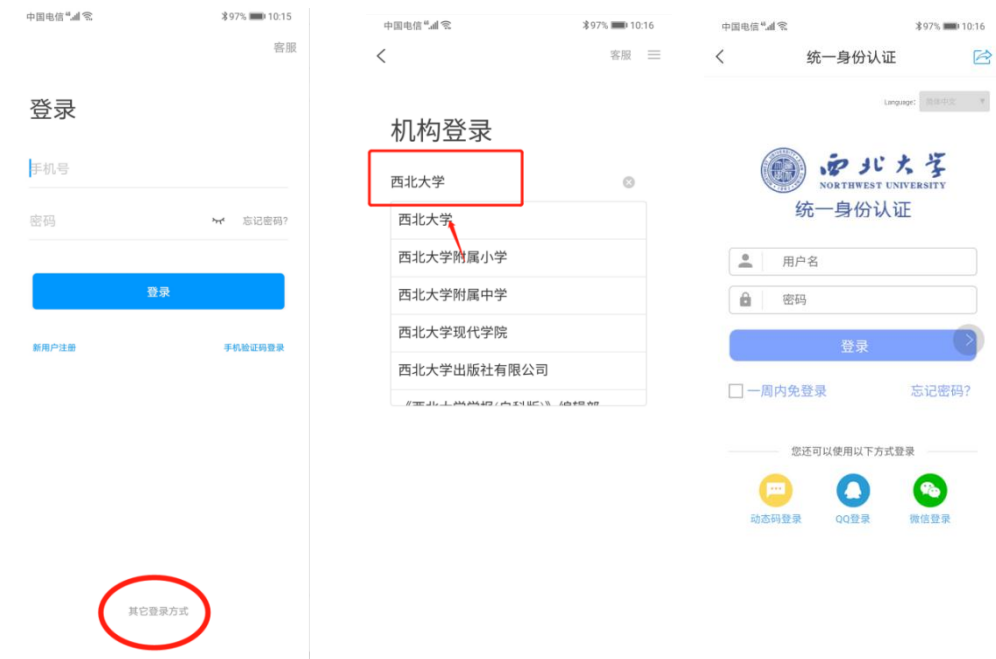 中国电信 97% 10:15
客服
登录
手机号
密码 忘记密码?
登录
新用户注册 手机验证码登录
其它登录方式
中国电信 97% 10:16
客服
机构登录
西北大学
西北大学
西北大学附属小学
西北大学附属中学
西北大学现代学院
西北大学出版社有限公司
中国电信 97% 10:16
统一身份认证
Language: 简体中文
西北大学
NORTHWEST UNIVERSITY
统一身份认证
用户名
密码
登录
一周内免登录 忘记密码?
您还可以使用以下方式登录
动态码登录 QQ登录 微信登录